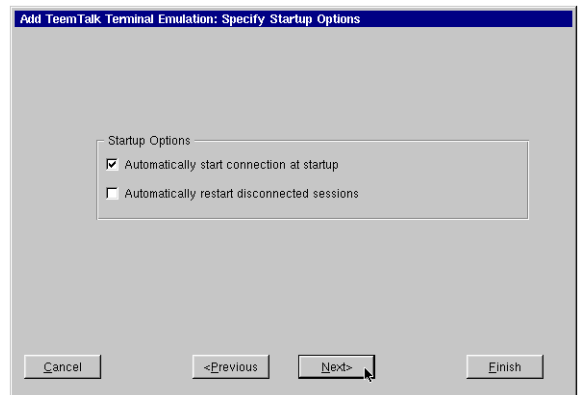 Add TeemTalk Terminal Emulation: Specify Startup Options
Startup Options
Automatically start connection at startup
Automatically restart disconnected sessions
Cancel
<Previous
Next>
Finish